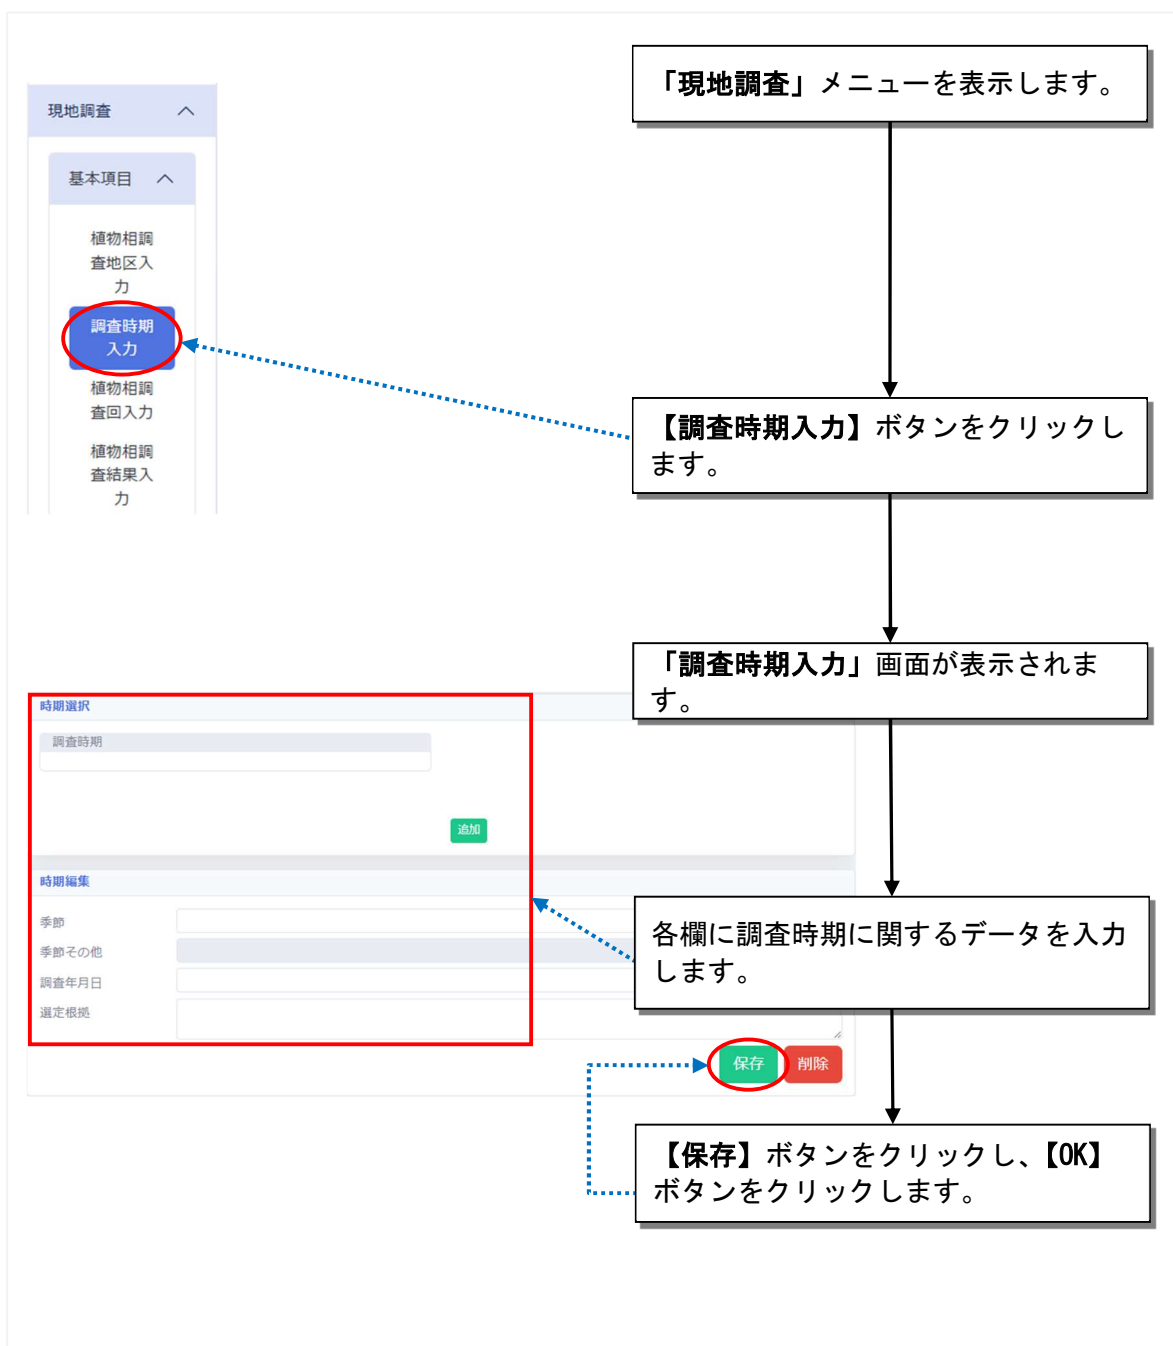 「現地調査」メニューを表示します。
現地調査
基本項目
植物相調
査地区入
力
調査時期
入力
植物相調
査回入力
植物相調
査結果入
力
【調査時期入力】ボタンをクリックし
ます。
「調査時期入力」画面が表示されま
す。
時期選択
調査時期
追加
時期編集
季節
季節その他
調査年月日
選定根拠
各欄に調査時期に関するデータを入力
します。
保存
削除
【保存】ボタンをクリックし、【OK】
ボタンをクリックします。